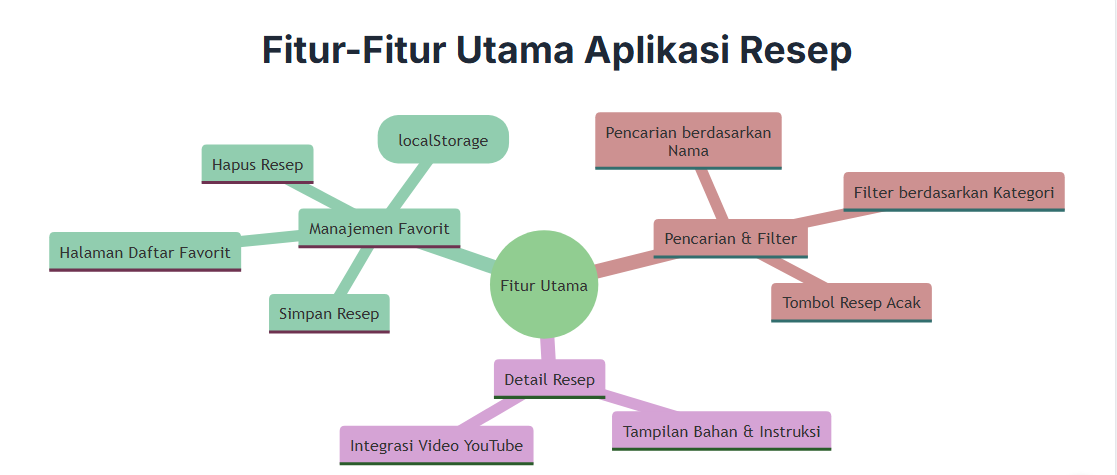 Fitur-Fitur Utama Aplikasi Resep
localStorage
Hapus Resep
Manajemen Favorit
Halaman Daftar Favorit
Simpan Resep
Fitur Utama
Pencarian berdasarkan
Nama
Filter berdasarkan Kategori
Pencarian & Filter
Tombol Resep Acak
Detail Resep
Integrasi Video YouTube
Tampilan Bahan & Instruksi